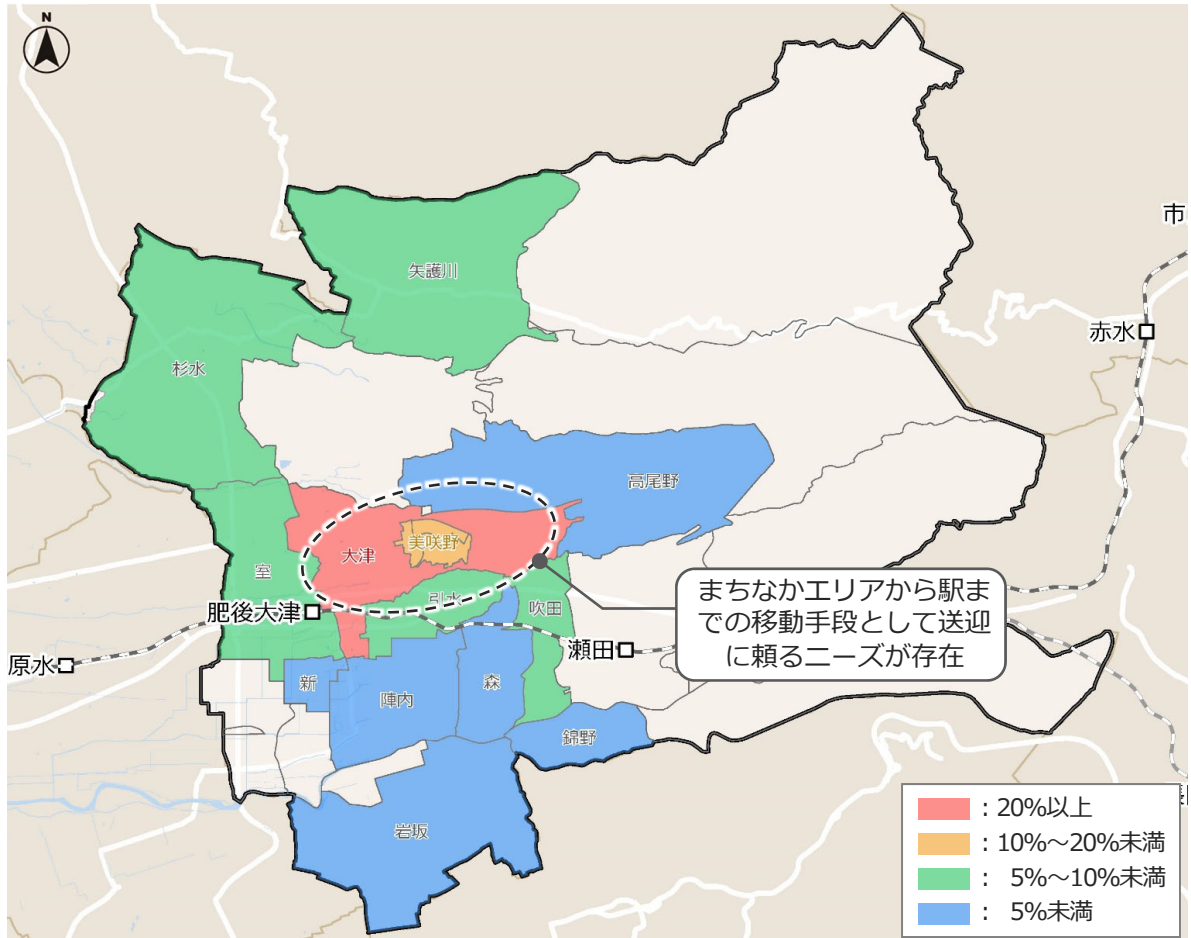 N
市
矢護川
赤水
杉水
高尾野
大津
美咲野
室
引水
吹田
肥後大津
まちなかエリアから駅ま
での移動手段として送迎
に頼るニーズが存在
瀬田
原水
新
陣内
森
錦野
岩坂
：20%以上
：10%～20%未満
： 5%～10%未満
： 5%未満